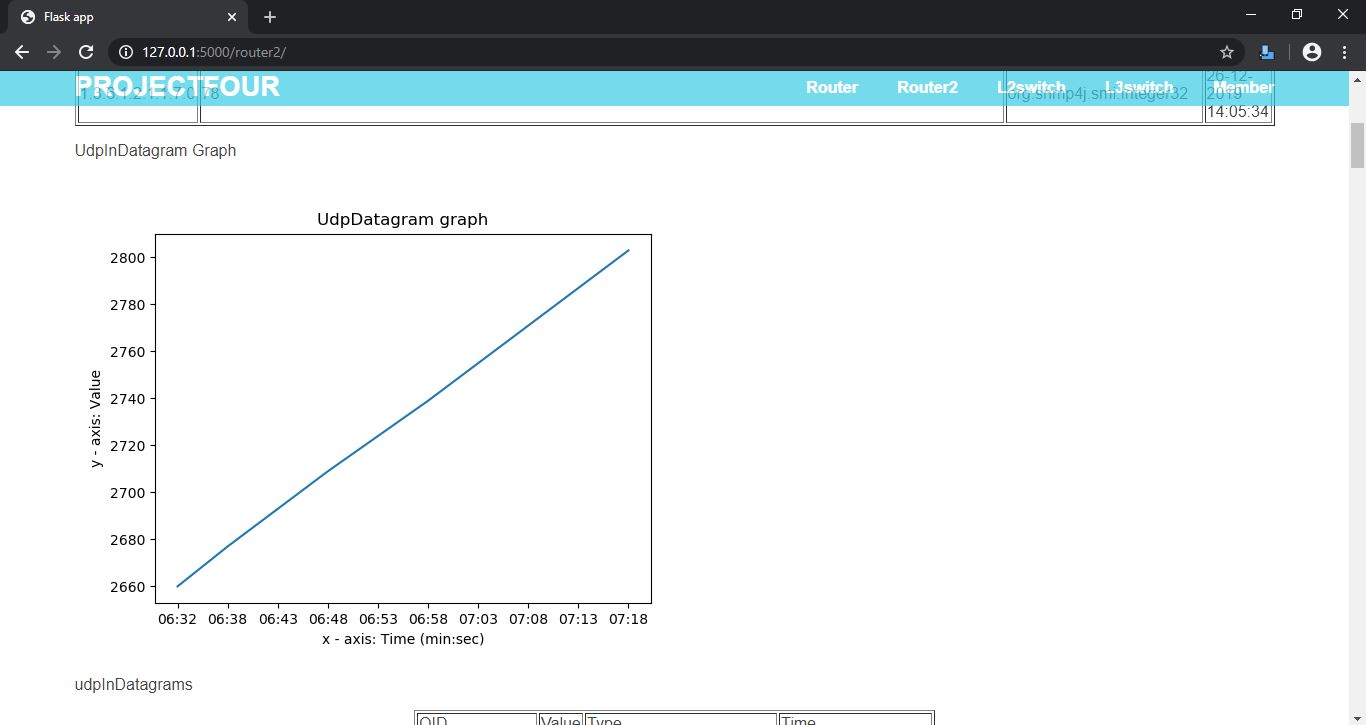 Flask app
127.0.0.1:5000/router2/
PROJECTFOUR Router Router2 L2switch L3switch Member
1.3.6.1.2.1.1.7.0 78 org.snmp4j.smi.Integer32 26-12-
2019
14:05:34
UdpInDatagram Graph
UdpDatagram graph
2800
2780
2760
2740
2720
2700
2680
2660
y - axis: Value
06:32 06:38 06:43 06:48 06:53 06:58 07:03 07:08 07:13 07:18
x - axis: Time (min:sec)
udpInDatagrams
OID Value Type Time